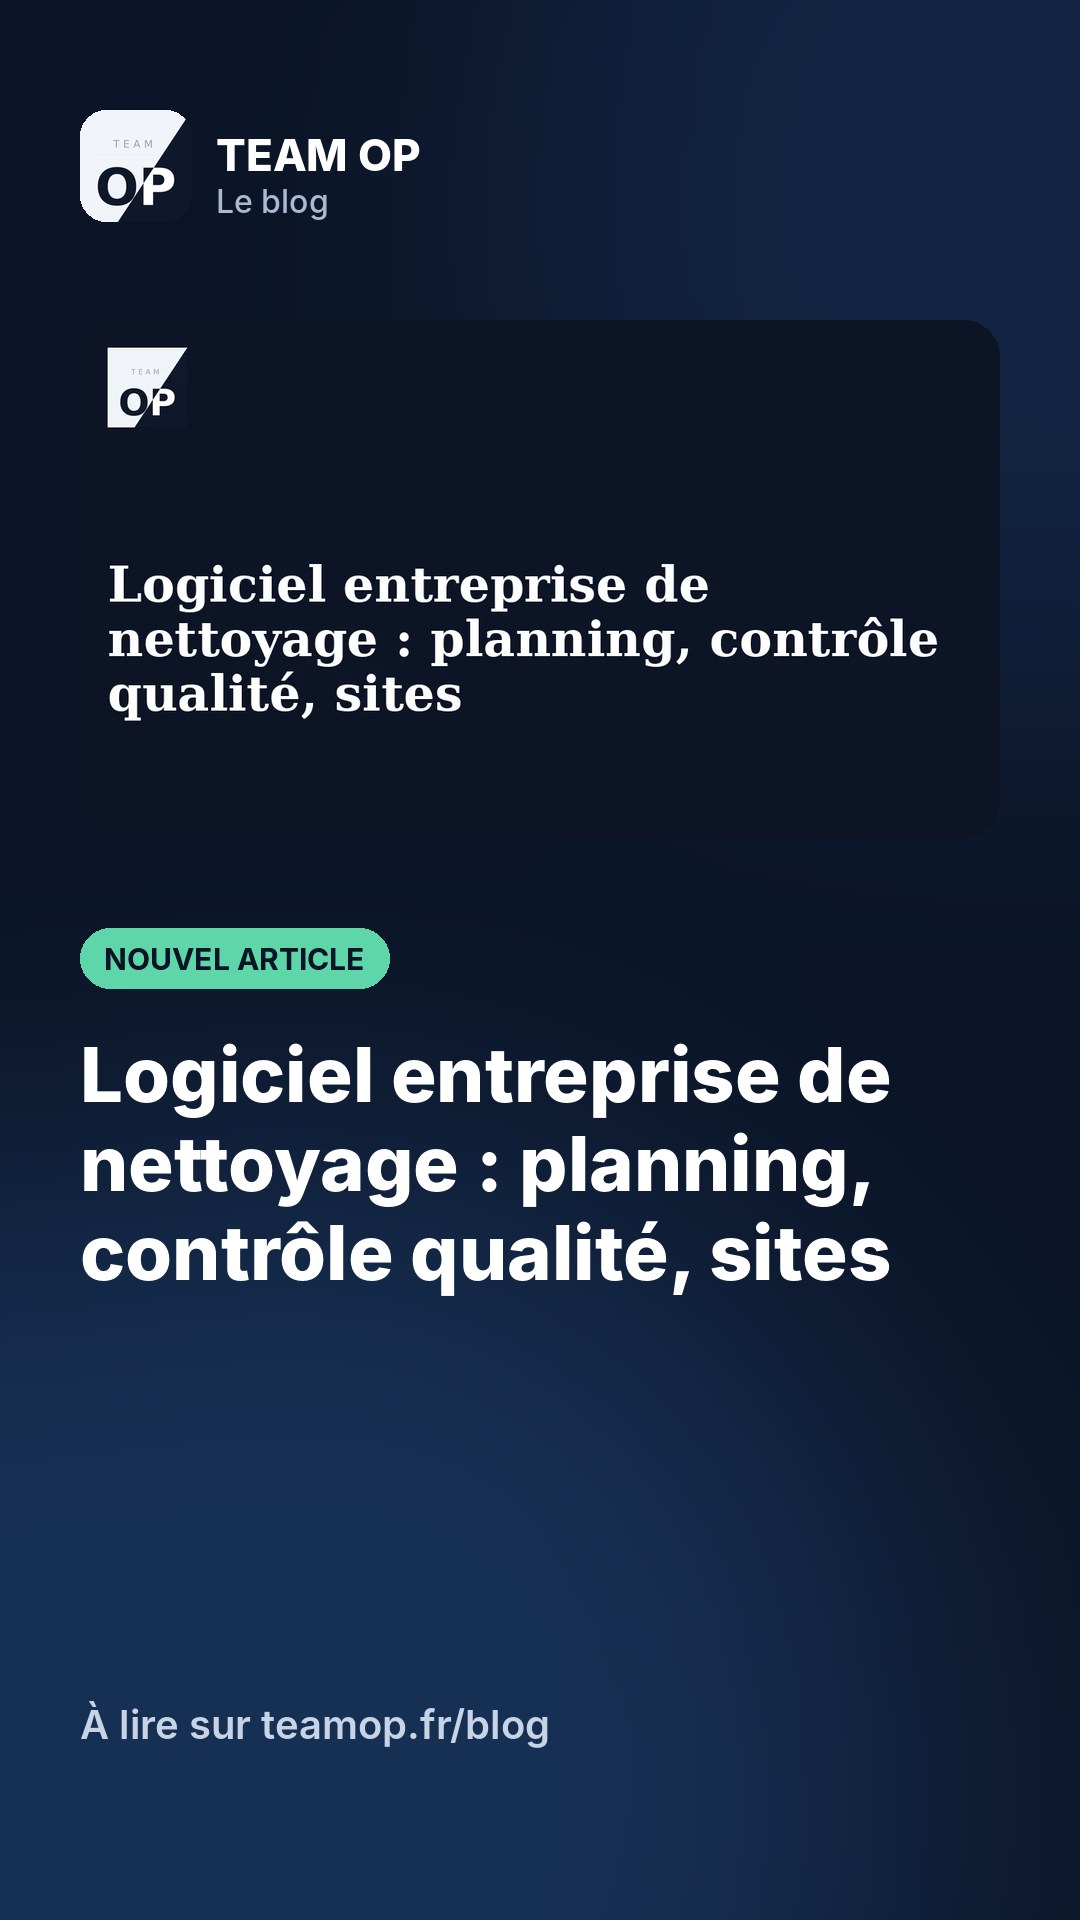 TEAM
OP
TEAM OP
Le blog
TEAM
OP
Logiciel entreprise de
nettoyage : planning, contrôle
qualité, sites
NOUVEL ARTICLE
Logiciel entreprise de
nettoyage : planning,
contrôle qualité, sites
À lire sur teamop.fr/blog